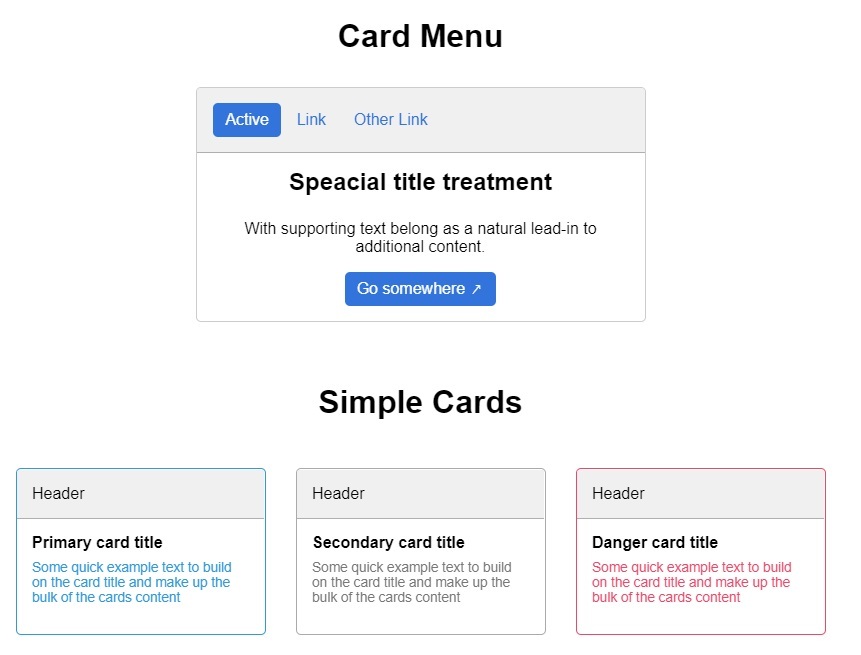 Card Menu
Active Link Other Link
Speacial title treatment
With supporting text belong as a natural lead-in to
additional content.
Go somewhere ↗
Simple Cards
Header
Primary card title
Some quick example text to build
on the card title and make up the
bulk of the cards content
Header
Secondary card title
Some quick example text to build
on the card title and make up the
bulk of the cards content
Header
Danger card title
Some quick example text to build
on the card title and make up the
bulk of the cards content